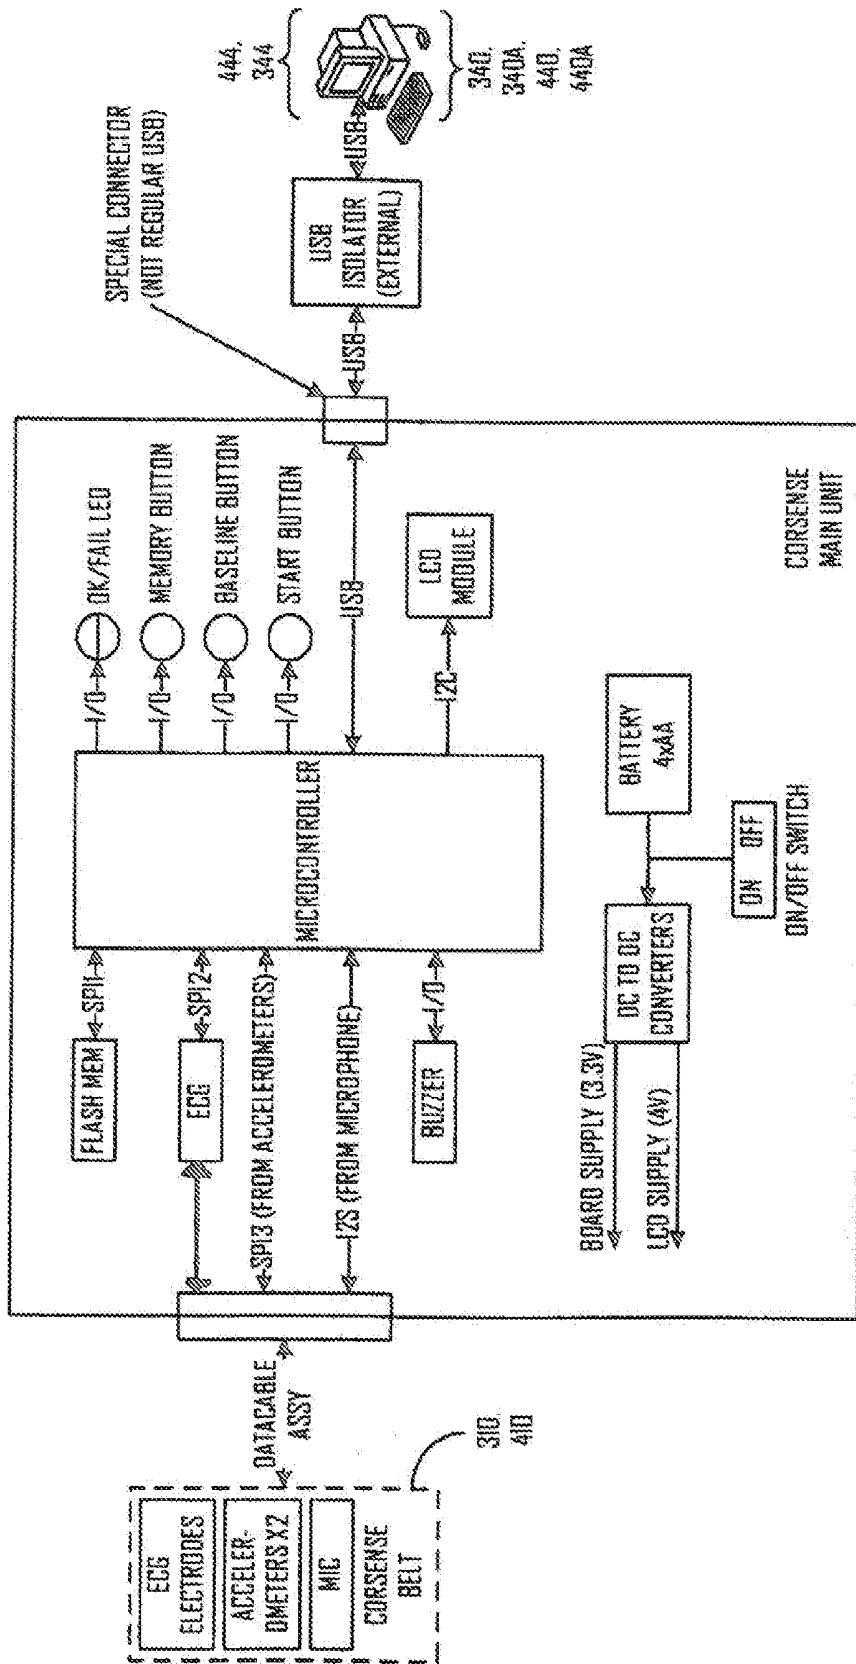 ECG
ELECTRODES
ACCELER-
OMETERS X2
MIC
CORSENSE
BELT
310,
410
DATACABLE
ASSY
FLASH MEM
SPI1
ECG
SPI2
SPI3 (FROM ACCELEROMETERS)
I2S (FROM MICROPHONE)
BUZZER
I/O
MICROCONTROLLER
I/O
OK/FAIL LED
I/O
MEMORY BUTTON
I/O
BASELINE BUTTON
I/O
START BUTTON
USB
I2C
LCD
MODULE
BOARD SUPPLY (3.3V)
LCD SUPPLY (4V)
DC TO DC
CONVERTERS
BATTERY
4xAA
ON OFF
ON/OFF SWITCH
CORSENSE
MAIN UNIT
SPECIAL CONNECTOR
(NOT REGULAR USB)
USB
USB
ISOLATOR
(EXTERNAL)
USB
444,
344
340,
340A,
440,
440A